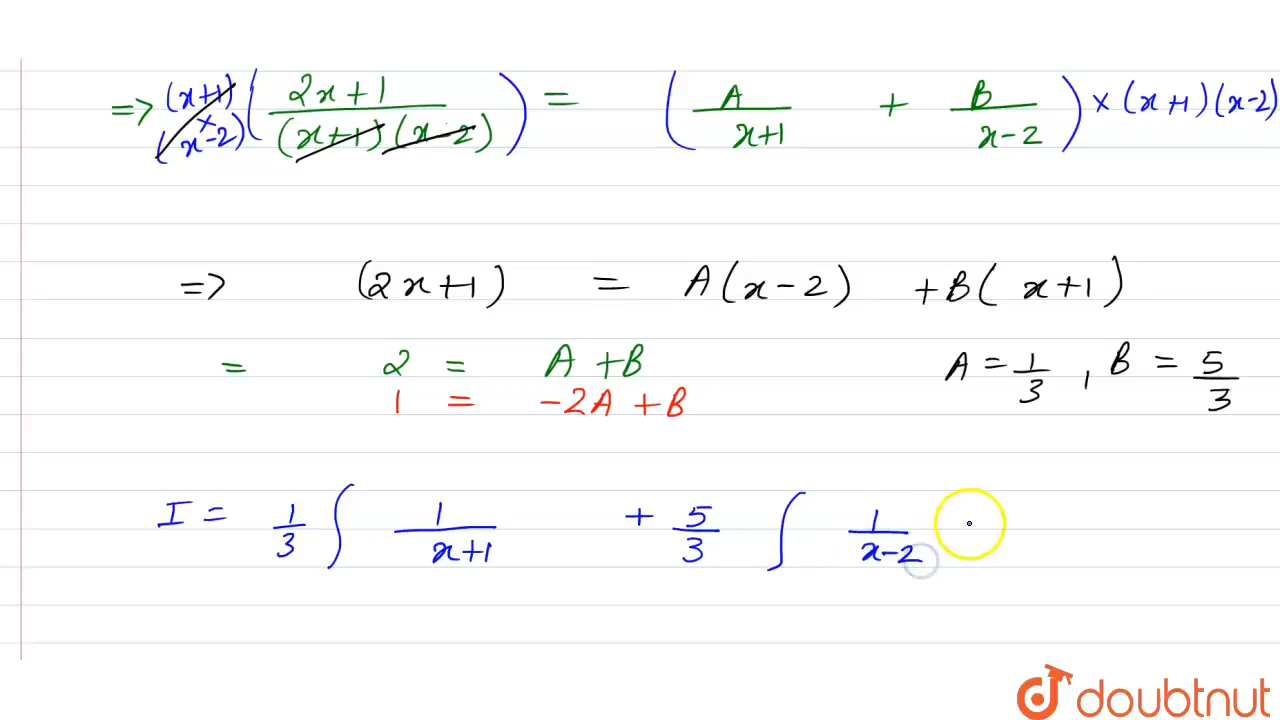 => (x+1) × (x-2) ( 2x+1 / (x+1) (x-2) ) = ( A / x+1 + B / x-2 ) × (x+1) (x-2)
=> (2x+1) = A(x-2) + B( x+1)
= 2 = A + B
1 = -2A + B
A = 1/3 , B = 5/3
I = 1/3 ∫ 1 / x+1 + 5/3 ∫ 1 / x-2
doubtnut